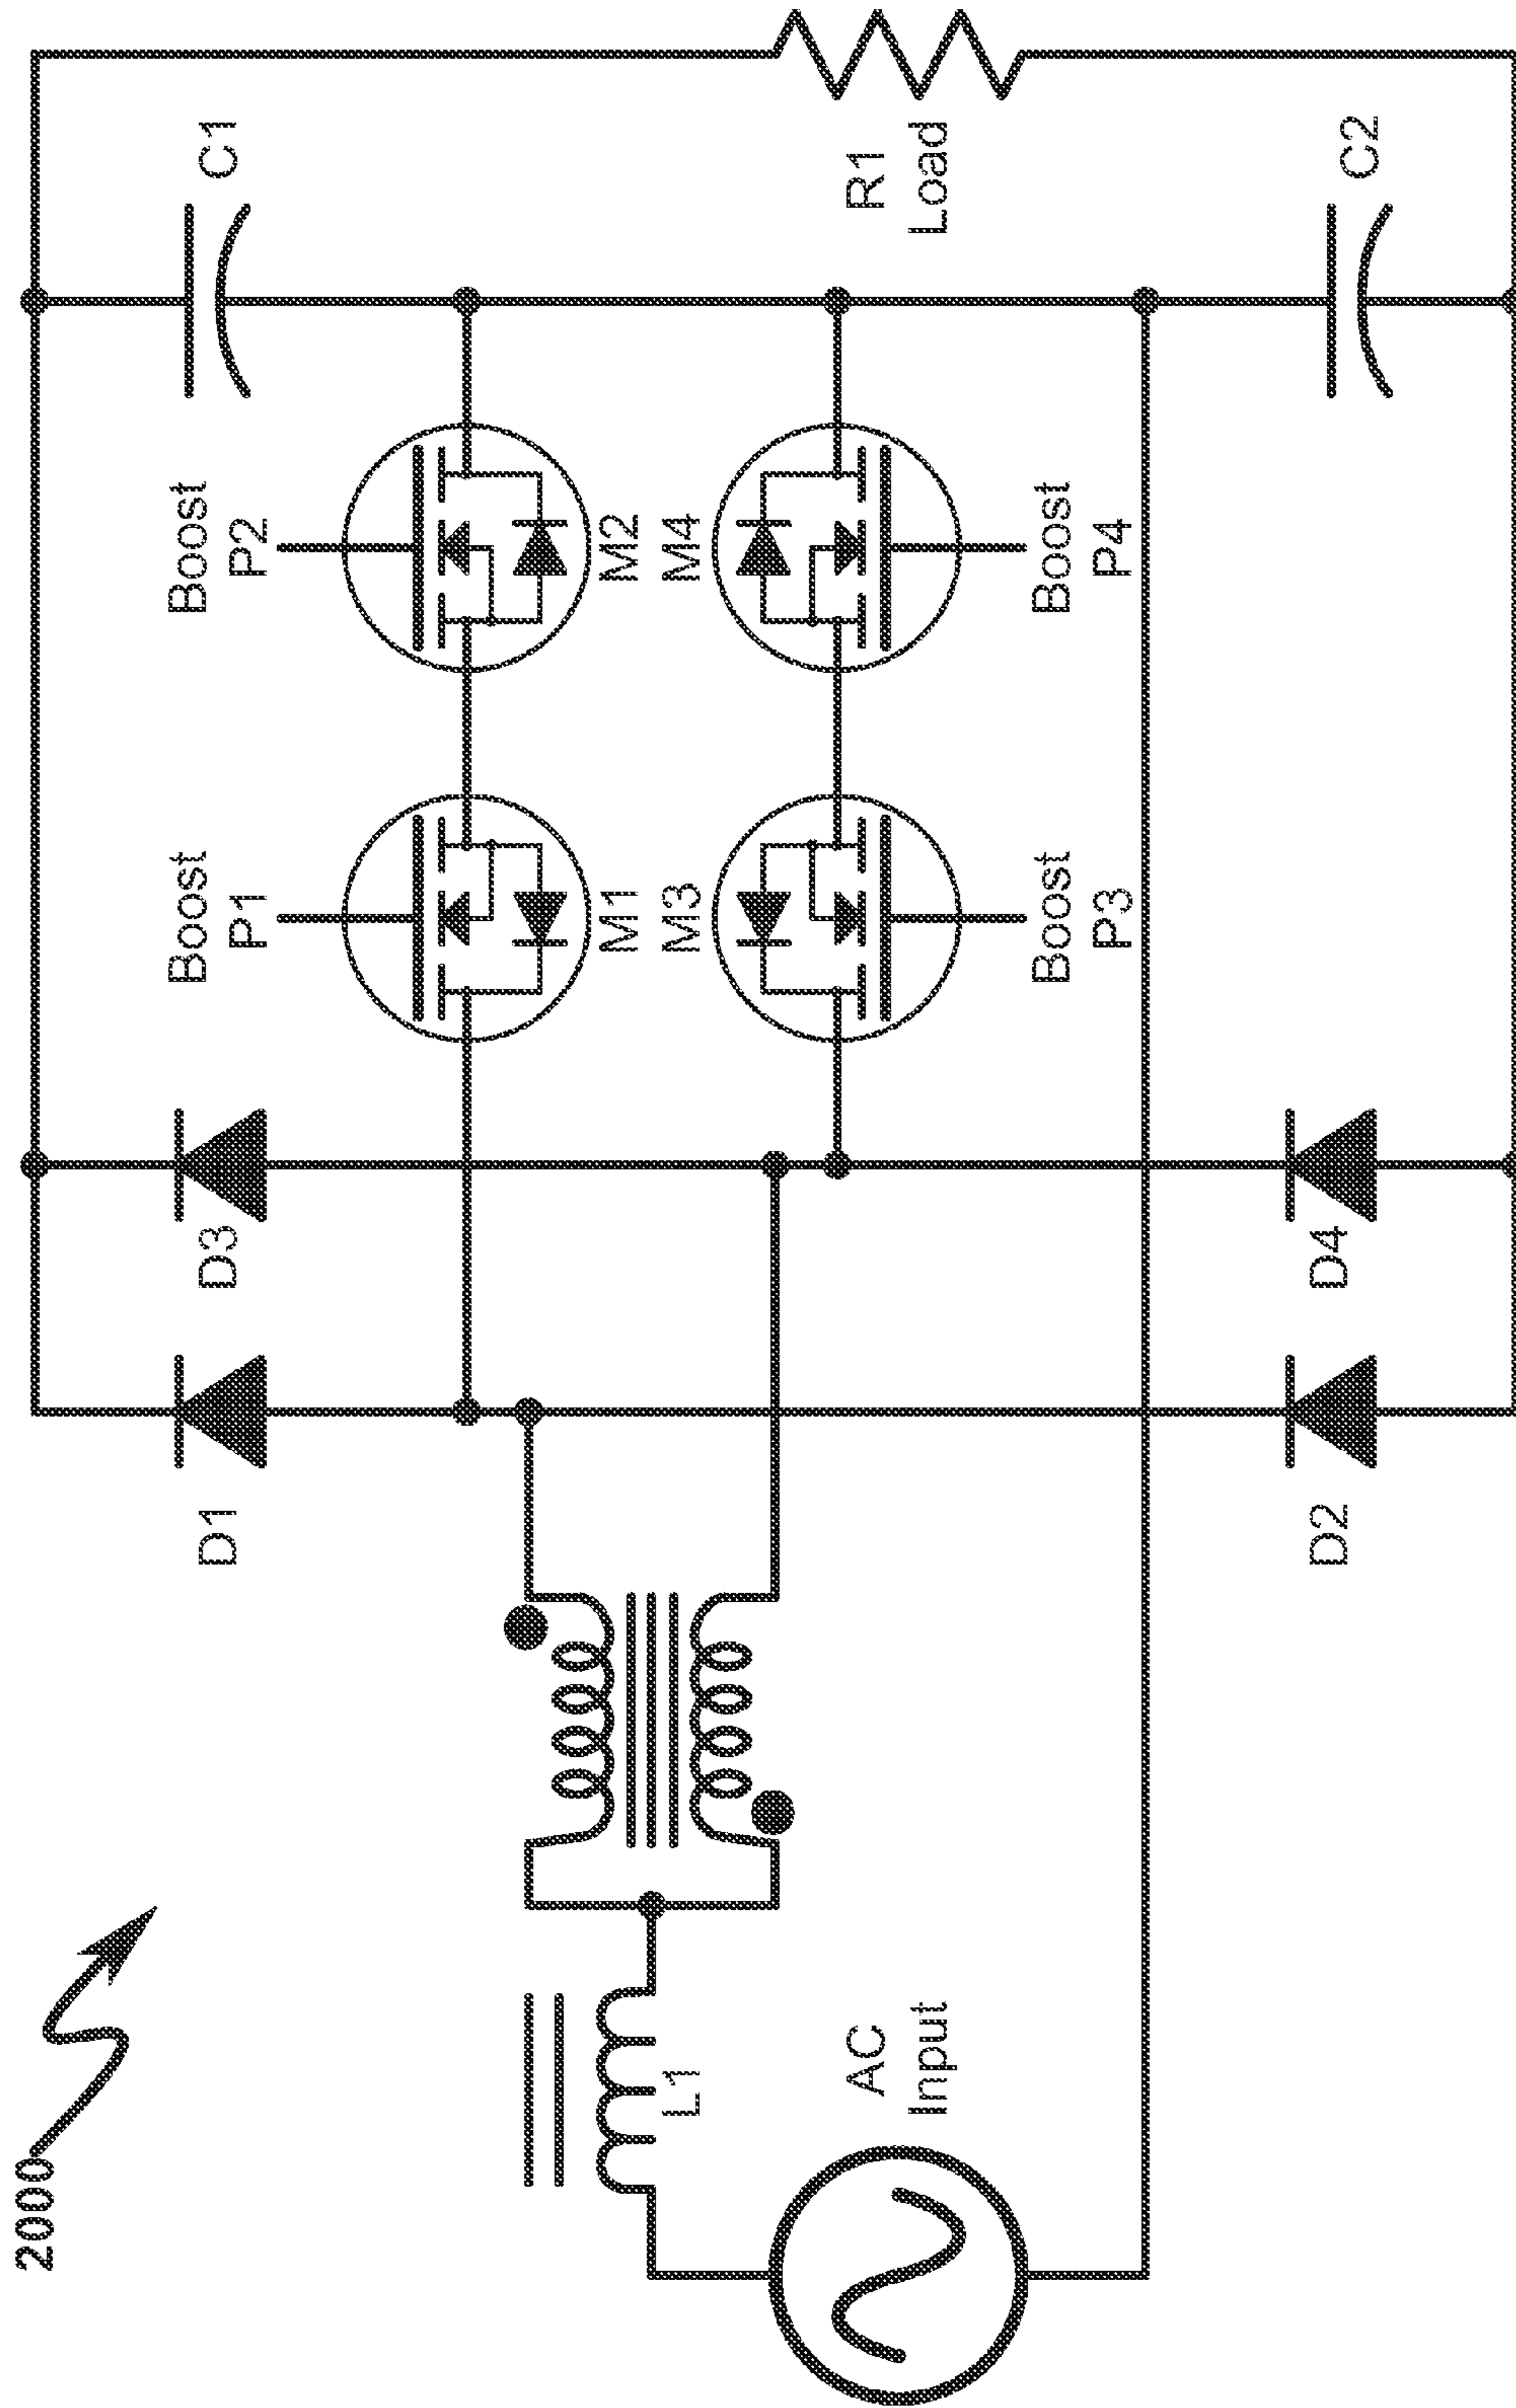 2000
D1
D3
Boost
P1
Boost
P2
C1
M1
M2
M3
M4
L1
AC
Input
R1
Load
Boost
P3
Boost
P4
D2
D4
C2